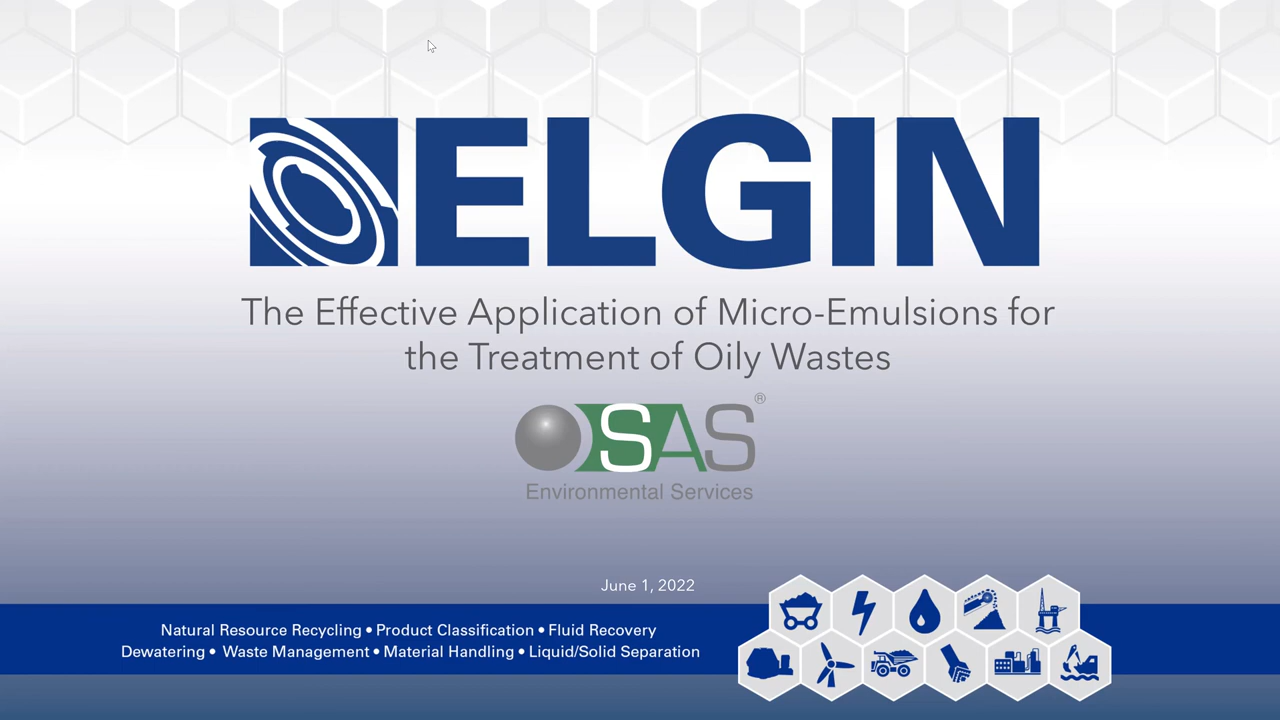 ELGIN
The Effective Application of Micro-Emulsions for
the Treatment of Oily Wastes
SAS®
Environmental Services
June 1, 2022
Natural Resource Recycling • Product Classification • Fluid Recovery
Dewatering • Waste Management • Material Handling • Liquid/Solid Separation